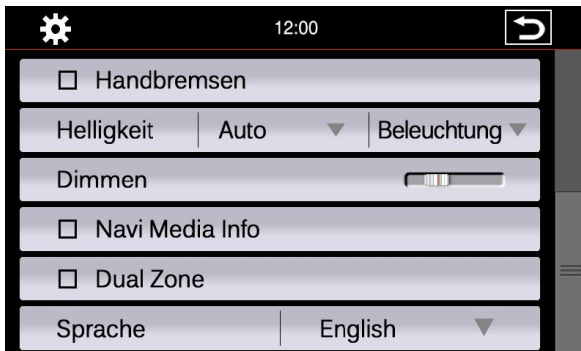 12:00
Handbremsen
Helligkeit Auto Beleuchtung
Dimmen
Navi Media Info
Dual Zone
Sprache English